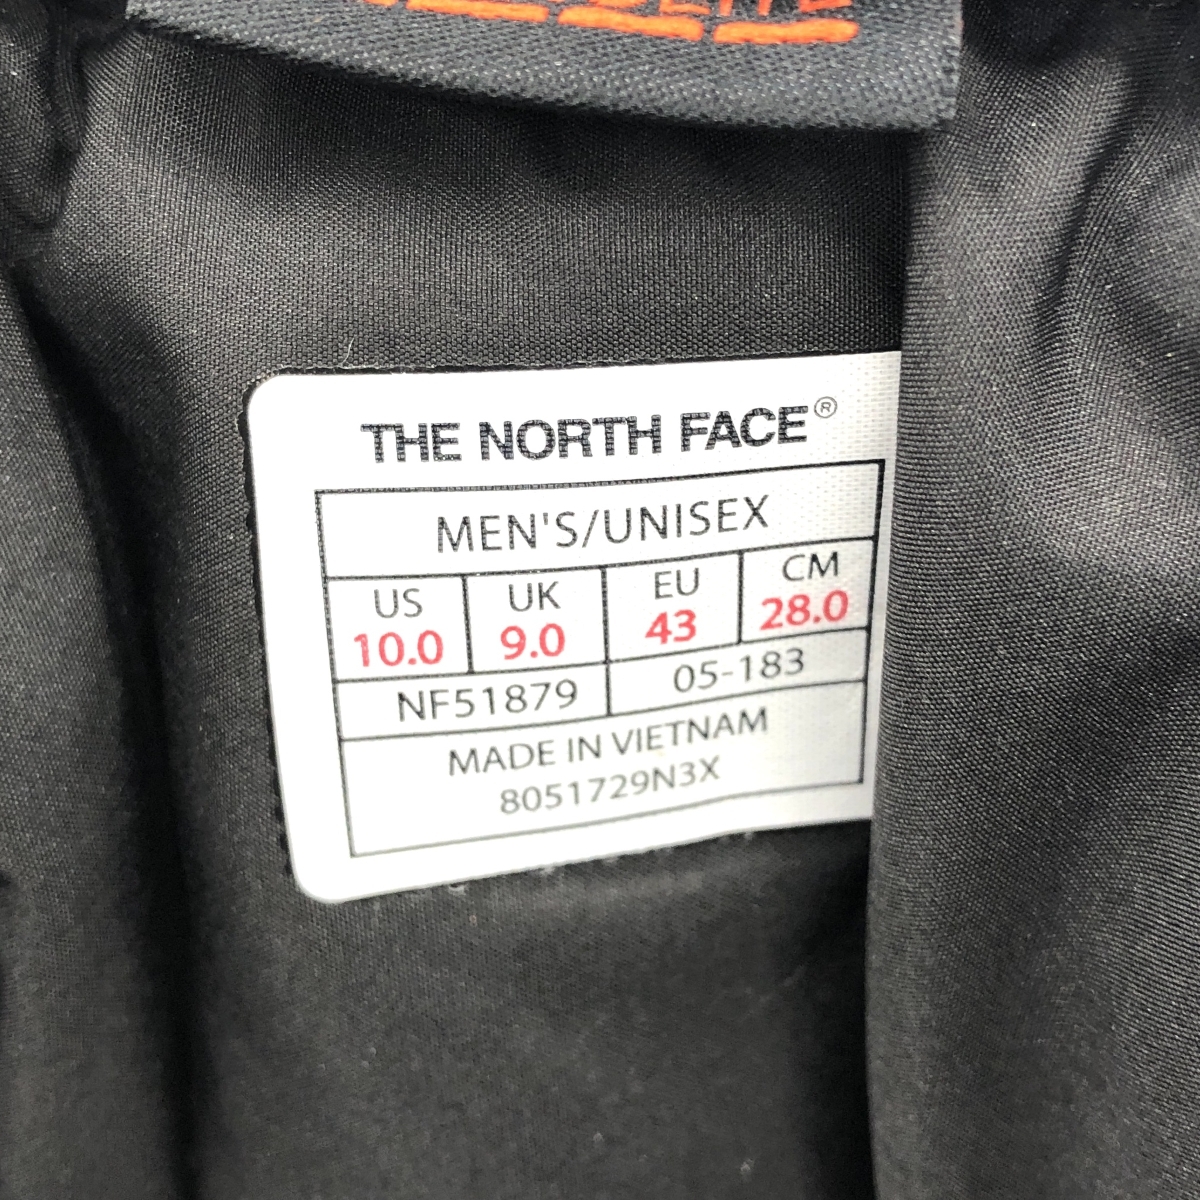 THE NORTH FACE®
MEN'S/UNISEX
US UK EU CM
10.0 9.0 43 28.0
NF51879 05-183
MADE IN VIETNAM
8051729N3X